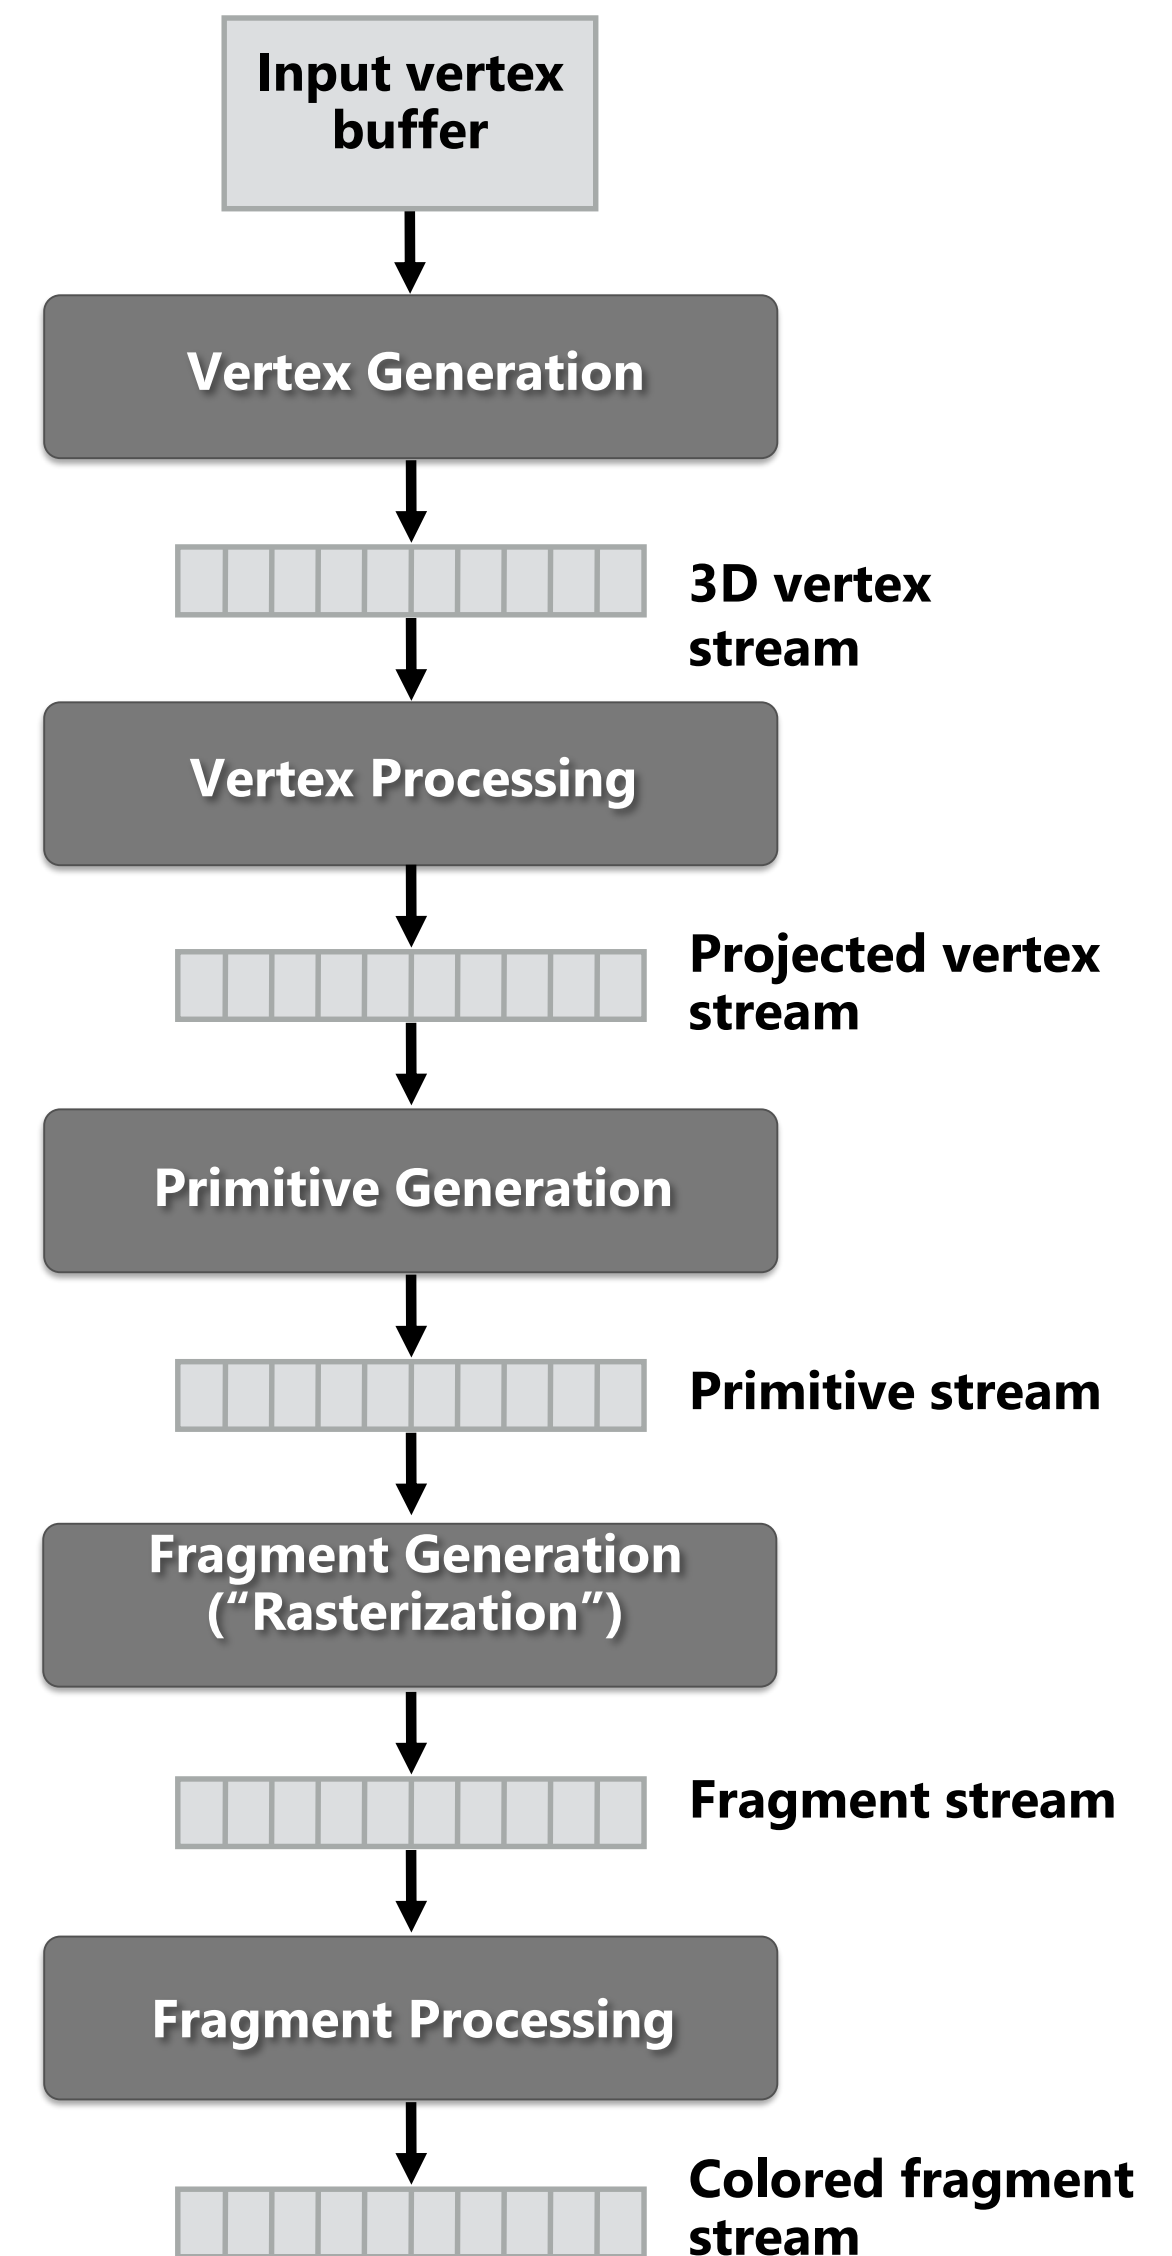 Input vertex
buffer
Vertex Generation
3D vertex
stream
Vertex Processing
Projected vertex
stream
Primitive Generation
Primitive stream
Fragment Generation
(“Rasterization”)
Fragment stream
Fragment Processing
Colored fragment
stream